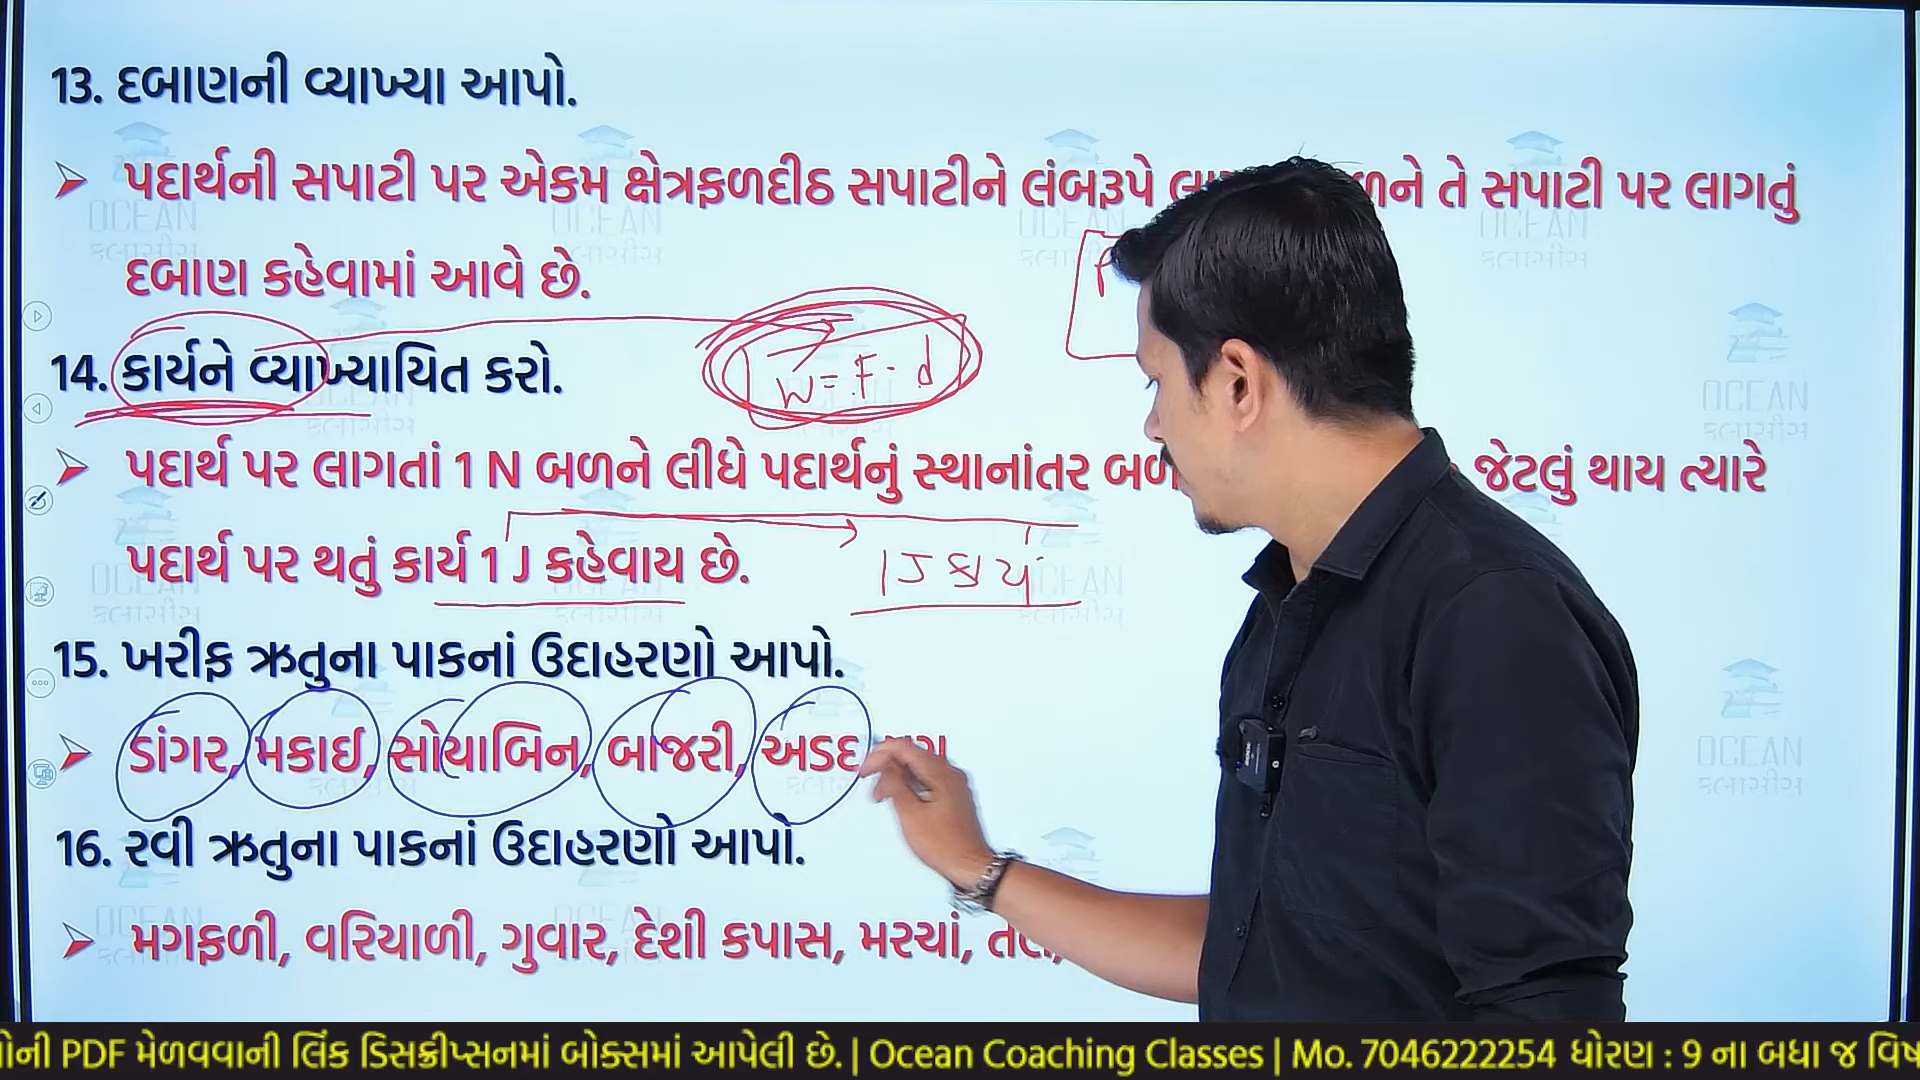 13. દબાણની વ્યાખ્યા આપો.
પદાર્થની સપાટી પર એકમ ક્ષેત્રફળદીઠ સપાટીને લંબરૂપે તે સપાટી પર લાગતું
દબાણ કહેવામાં આવે છે.
14. કાર્યને વ્યાખ્યાયિત કરો.
W = F · d
પદાર્થ પર લાગતાં 1 N બળને લીધે પદાર્થનું સ્થાનાંતર જેટલું થાય ત્યારે
પદાર્થ પર થતું કાર્ય 1 J કહેવાય છે.
1 J કાર્ય
15. ખરીફ ઋતુના પાકનાં ઉદાહરણો આપો.
ડાંગર, મકાઈ, સોયાબિન, બાજરી, અડદ
16. રવી ઋતુના પાકનાં ઉદાહરણો આપો.
મગફળી, વરિયાળી, ગુવાર, દેશી કપાસ, મરચાં, તલ,
PDF મેળવવાની લિંક ડિસક્રીપ્સનમાં બોક્સમાં આપેલી છે. | Ocean Coaching Classes | Mo. 7046222254 ધોરણ : 9 ના બધા જ
OCEAN
ક્લાસીસ